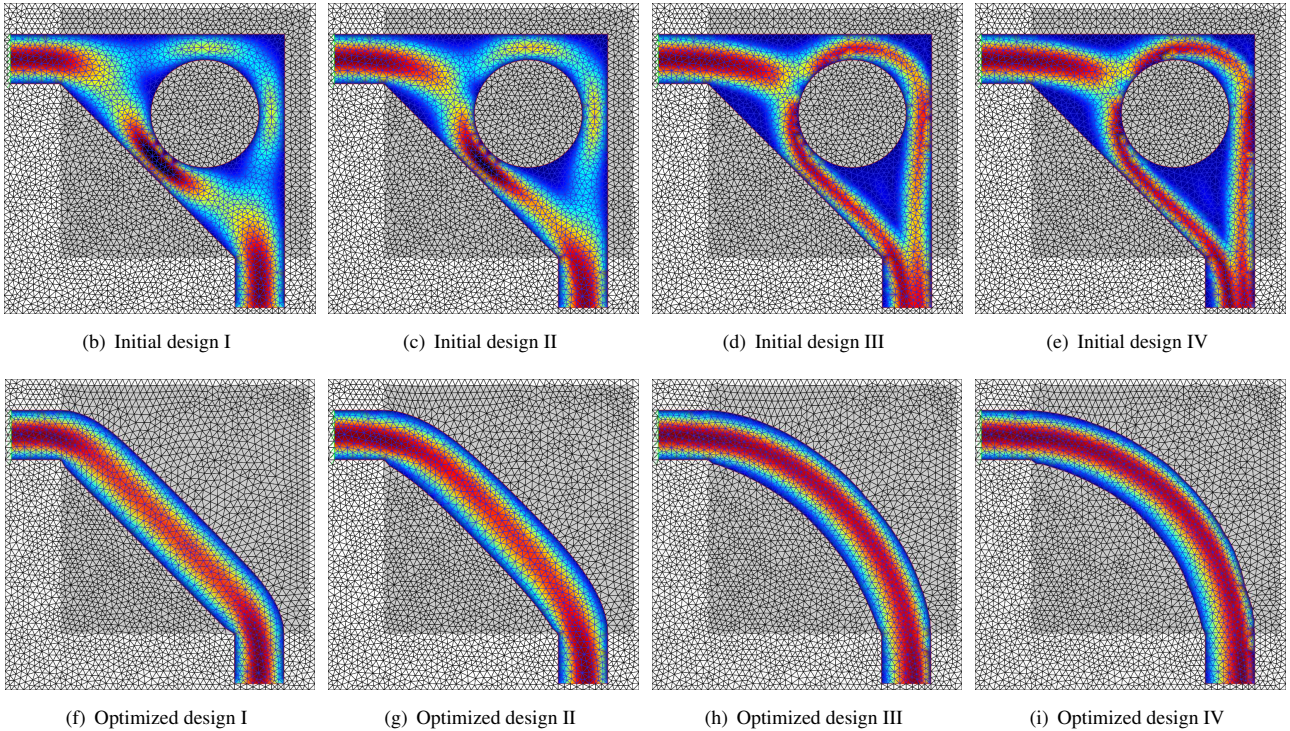 (b) Initial design I
(c) Initial design II
(d) Initial design III
(e) Initial design IV
(f) Optimized design I
(g) Optimized design II
(h) Optimized design III
(i) Optimized design IV